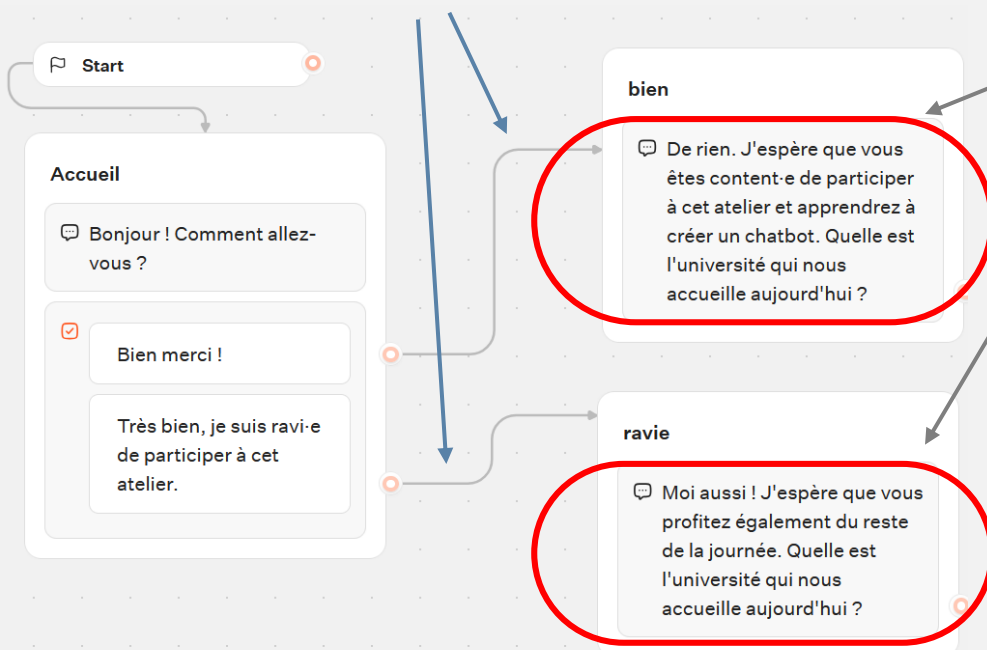 Start
Accueil
Bonjour ! Comment allez-
vous ?
Bien merci !
Très bien, je suis ravi·e
de participer à cet
atelier.
bien
De rien. J'espère que vous
êtes content·e de participer
à cet atelier et apprendrez à
créer un chatbot. Quelle est
l'université qui nous
accueille aujourd'hui ?
ravie
Moi aussi ! J'espère que vous
profitez également du reste
de la journée. Quelle est
l'université qui nous
accueille aujourd'hui ?